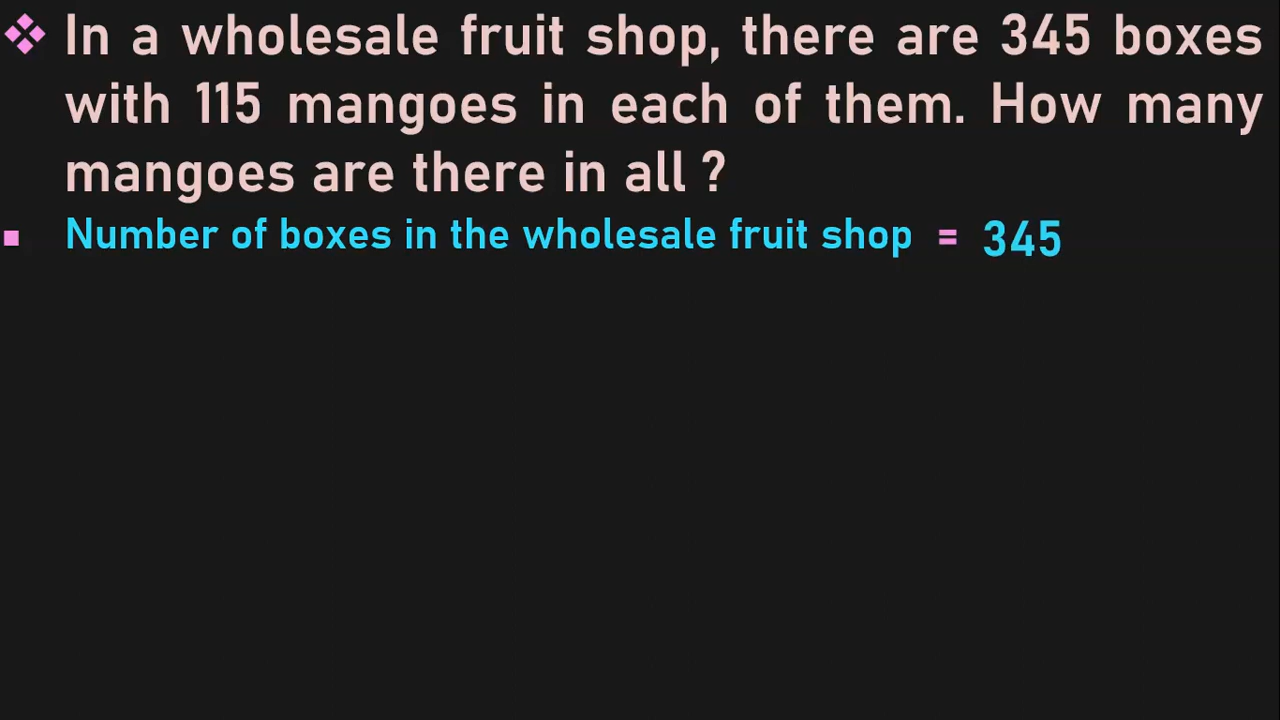 ❖ In a wholesale fruit shop, there are 345 boxes
with 115 mangoes in each of them. How many
mangoes are there in all ?
▪ Number of boxes in the wholesale fruit shop = 345